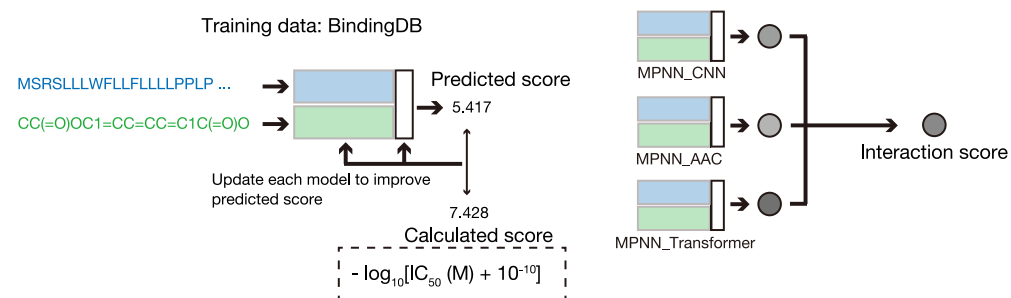 Training data: BindingDB
MSRSLLLWFLLFLLLLPPLP ...
CC(=O)OC1=CC=CC=C1C(=O)O
Predicted score
5.417
Update each model to improve
predicted score
7.428
Calculated score
- log10[IC50 (M) + 10-10]
MPNN_CNN
MPNN_AAC
MPNN_Transformer
Interaction score